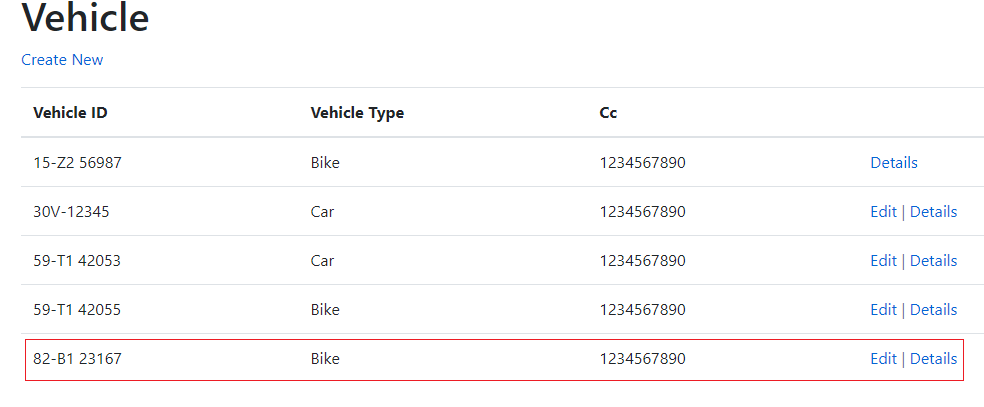 Vehicle
Create New
Vehicle ID Vehicle Type Cc
15-Z2 56987 Bike 1234567890 Details
30V-12345 Car 1234567890 Edit | Details
59-T1 42053 Car 1234567890 Edit | Details
59-T1 42055 Bike 1234567890 Edit | Details
82-B1 23167 Bike 1234567890 Edit | Details